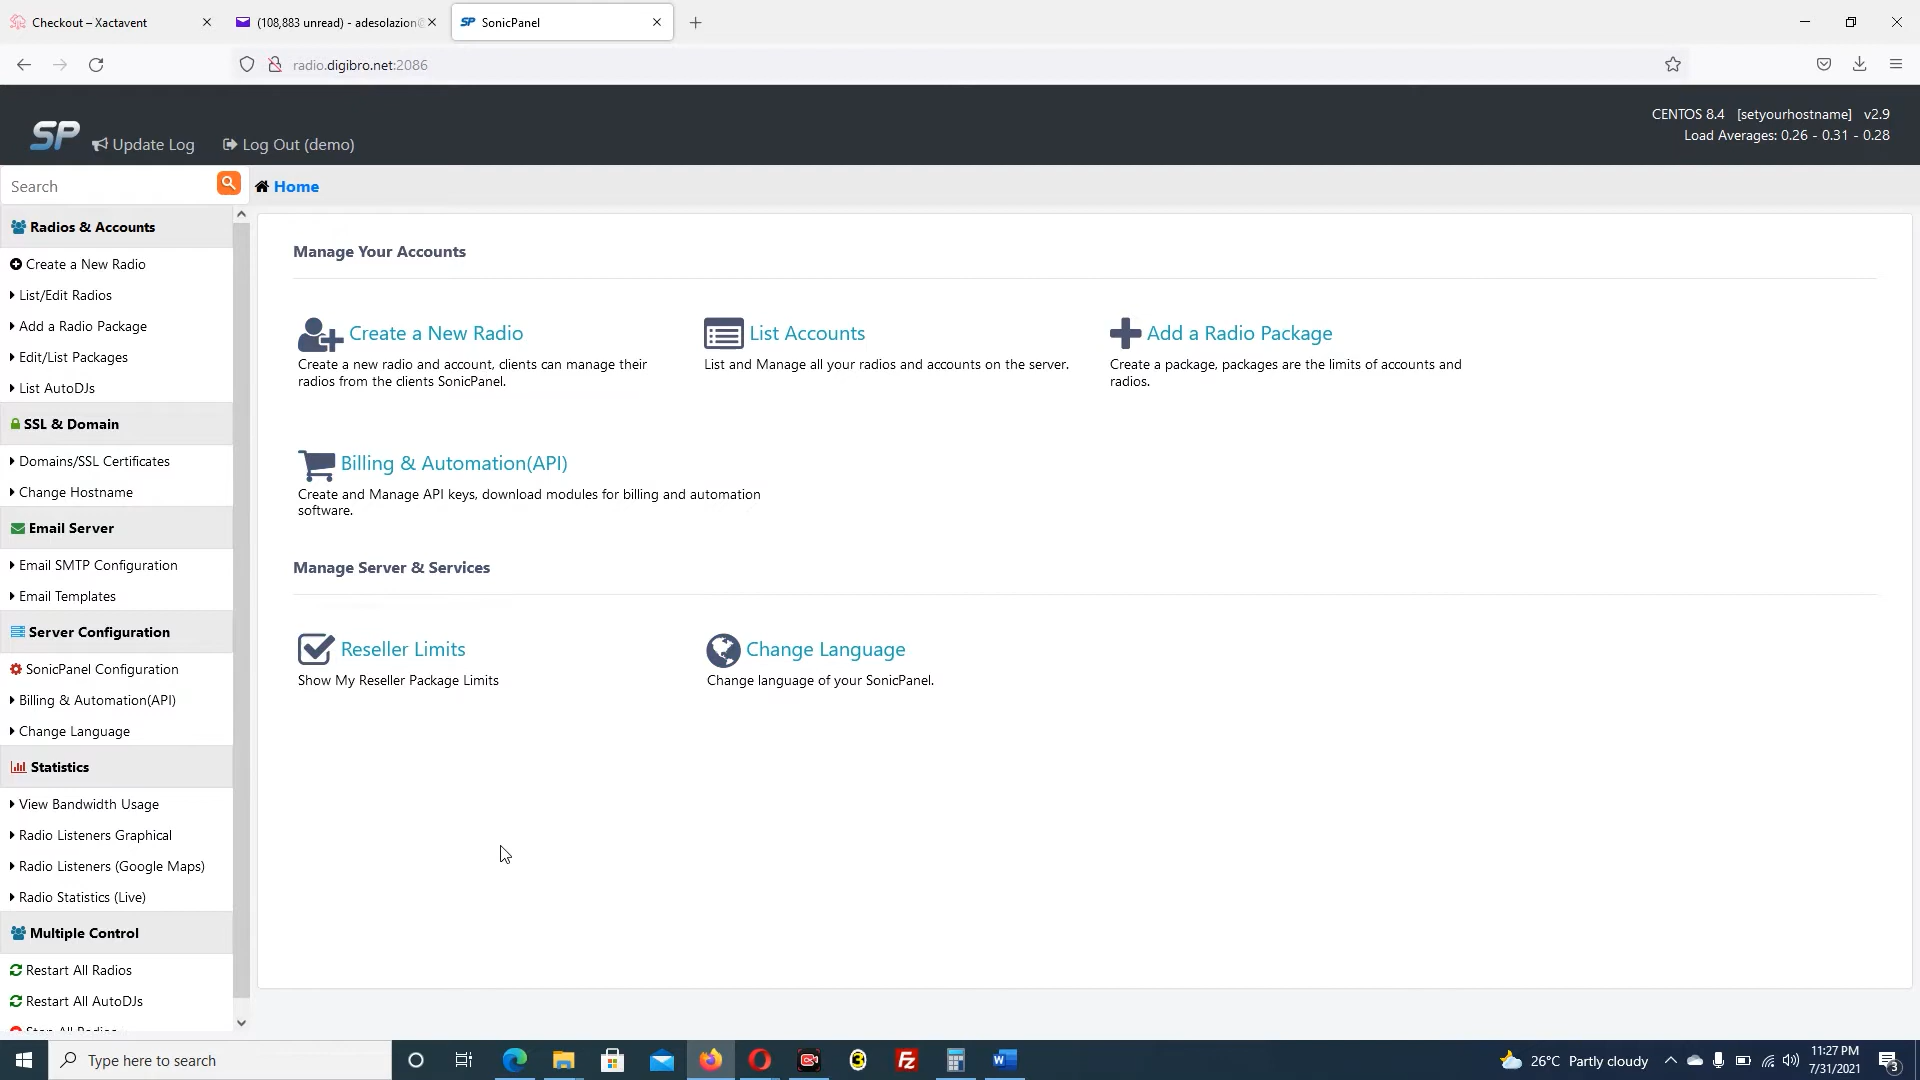 Checkout – Xactavent
(108,883 unread) - adesolazion@
SonicPanel
radio.digibro.net:2086
SP
Update Log
Log Out (demo)
CENTOS 8.4 [setyourhostname] v2.9
Load Averages: 0.26 - 0.31 - 0.28
Search
Home
Radios & Accounts
Create a New Radio
List/Edit Radios
Add a Radio Package
Edit/List Packages
List AutoDJs
SSL & Domain
Domains/SSL Certificates
Change Hostname
Email Server
Email SMTP Configuration
Email Templates
Server Configuration
SonicPanel Configuration
Billing & Automation(API)
Change Language
Statistics
View Bandwidth Usage
Radio Listeners Graphical
Radio Listeners (Google Maps)
Radio Statistics (Live)
Multiple Control
Restart All Radios
Restart All AutoDJs
Manage Your Accounts
Create a New Radio
Create a new radio and account, clients can manage their
radios from the clients SonicPanel.
List Accounts
List and Manage all your radios and accounts on the server.
Add a Radio Package
Create a package, packages are the limits of accounts and
radios.
Billing & Automation(API)
Create and Manage API keys, download modules for billing and automation
software.
Manage Server & Services
Reseller Limits
Show My Reseller Package Limits
Change Language
Change language of your SonicPanel.
Type here to search
26°C Partly cloudy
11:27 PM
7/31/2021
3